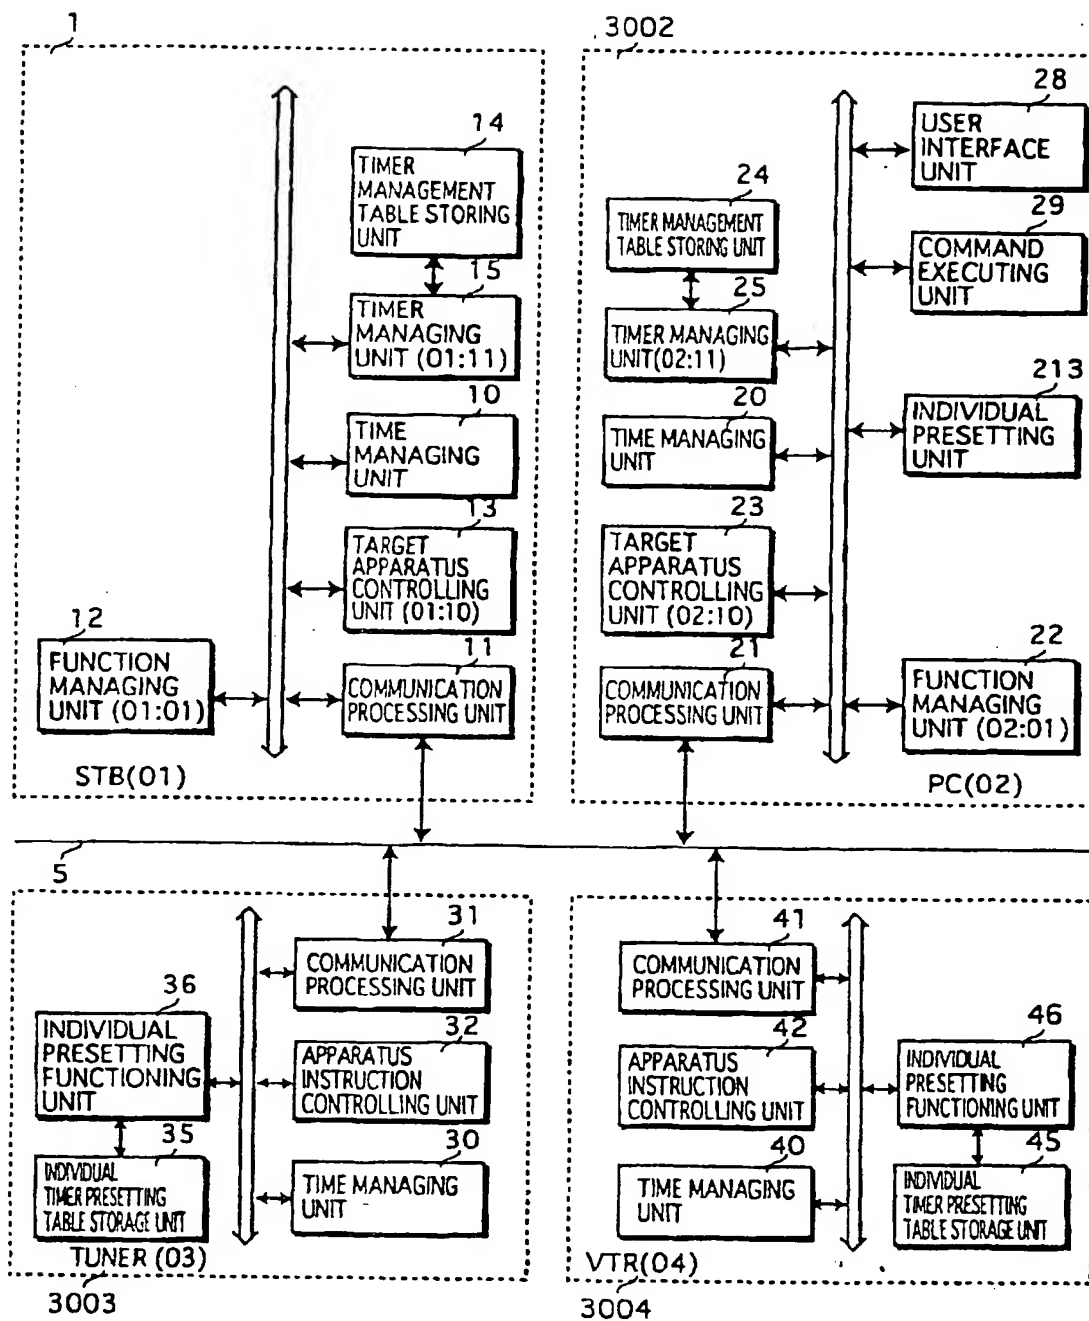 1
14
TIMER
MANAGEMENT
TABLE STORING
UNIT
15
TIMER
MANAGING
UNIT (01:11)
10
TIME
MANAGING
UNIT
13
TARGET
APPARATUS
CONTROLLING
UNIT (01:10)
12
FUNCTION
MANAGING
UNIT (01:01)
11
COMMUNICATION
PROCESSING UNIT
STB(01)
3002
28
USER
INTERFACE
UNIT
24
TIMER MANAGEMENT
TABLE STORING UNIT
29
COMMAND
EXECUTING
UNIT
25
TIMER MANAGING
UNIT(02:11)
213
INDIVIDUAL
PRESETTING
UNIT
20
TIME MANAGING
UNIT
23
TARGET
APPARATUS
CONTROLLING
UNIT (02:10)
21
COMMUNICATION
PROCESSING UNIT
22
FUNCTION
MANAGING
UNIT (02:01)
PC(02)
5
31
COMMUNICATION
PROCESSING UNIT
36
INDIVIDUAL
PRESETTING
FUNCTIONING
UNIT
32
APPARATUS
INSTRUCTION
CONTROLLING UNIT
35
INDIVIDUAL
TIMER PRESETTING
TABLE STORAGE UNIT
30
TIME MANAGING
UNIT
TUNER (03)
3003
41
COMMUNICATION
PROCESSING UNIT
42
APPARATUS
INSTRUCTION
CONTROLLING UNIT
46
INDIVIDUAL
PRESETTING
FUNCTIONING UNIT
40
TIME MANAGING
UNIT
45
INDIVIDUAL
TIMER PRESETTING
TABLE STORAGE UNIT
VTR(04)
3004